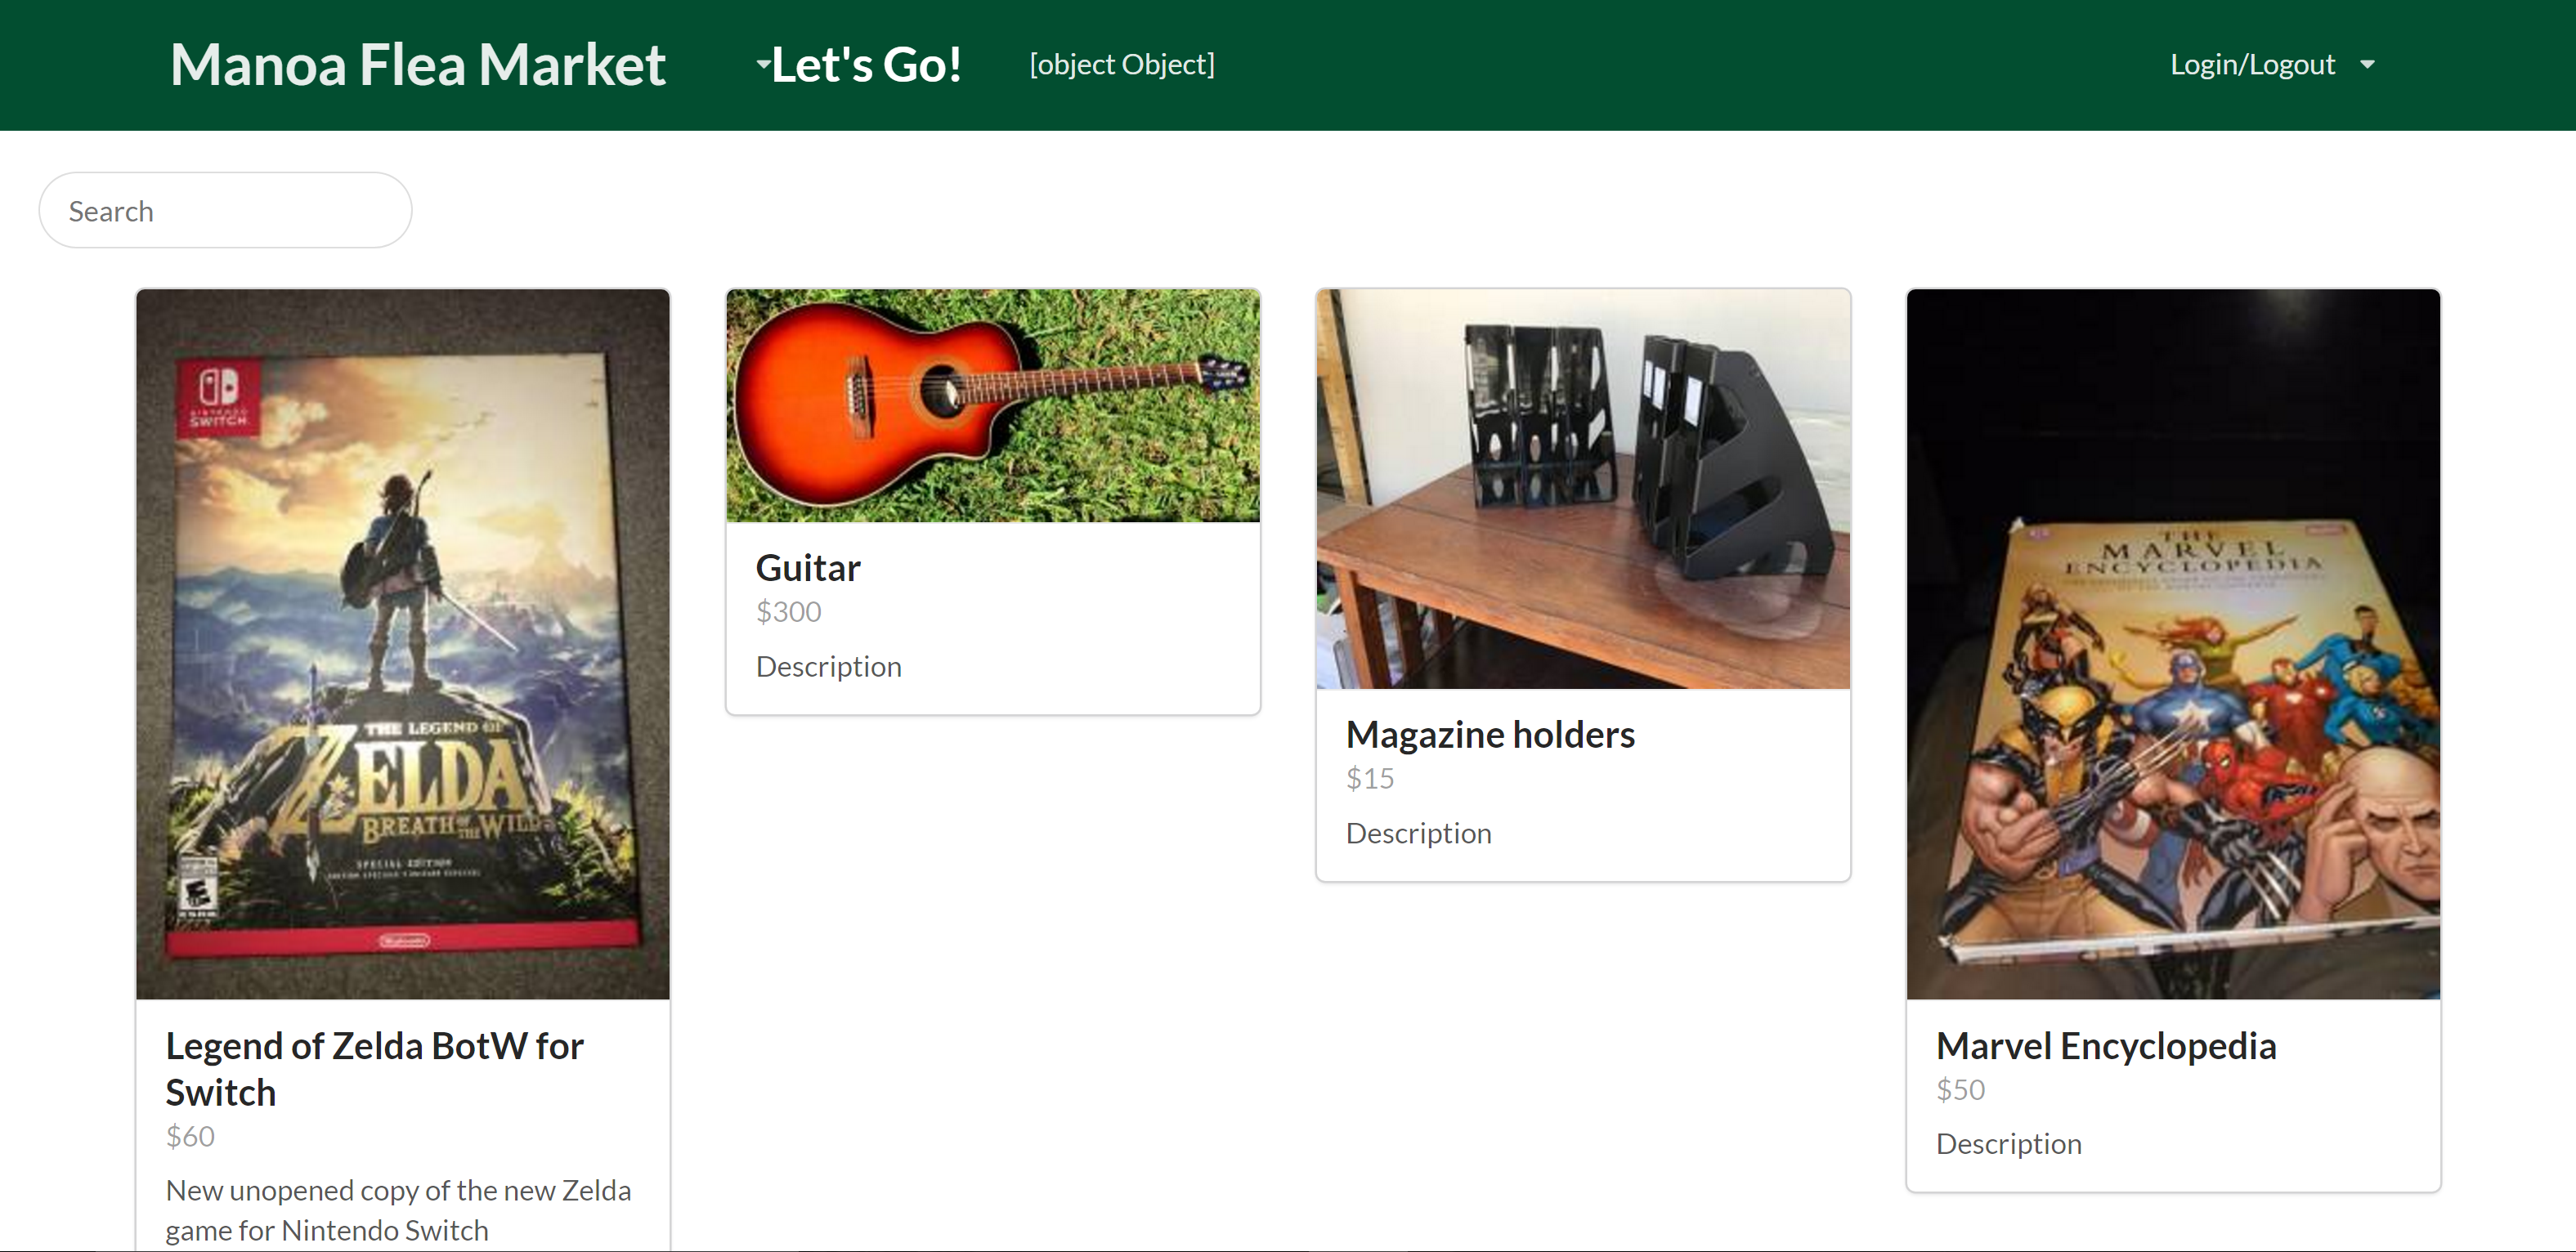 Manoa Flea Market
Let's Go!
[object Object]
Login/Logout
Search
NINTENDO
SWITCH
THE LEGEND OF
ZELDA
BREATH OF THE WILD
SPECIAL EDITION
Nintendo
Legend of Zelda BotW for
Switch
$60
New unopened copy of the new Zelda
game for Nintendo Switch
Guitar
$300
Description
Magazine holders
$15
Description
THE
MARVEL
ENCYCLOPEDIA
Marvel Encyclopedia
$50
Description